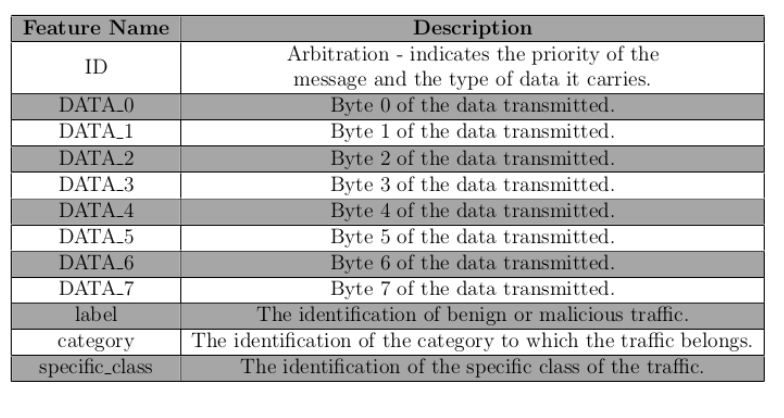 Feature Name Description
ID Arbitration - indicates the priority of the
message and the type of data it carries.
DATA_0 Byte 0 of the data transmitted.
DATA_1 Byte 1 of the data transmitted.
DATA_2 Byte 2 of the data transmitted.
DATA_3 Byte 3 of the data transmitted.
DATA_4 Byte 4 of the data transmitted.
DATA_5 Byte 5 of the data transmitted.
DATA_6 Byte 6 of the data transmitted.
DATA_7 Byte 7 of the data transmitted.
label The identification of benign or malicious traffic.
category The identification of the category to which the traffic belongs.
specific_class The identification of the specific class of the traffic.